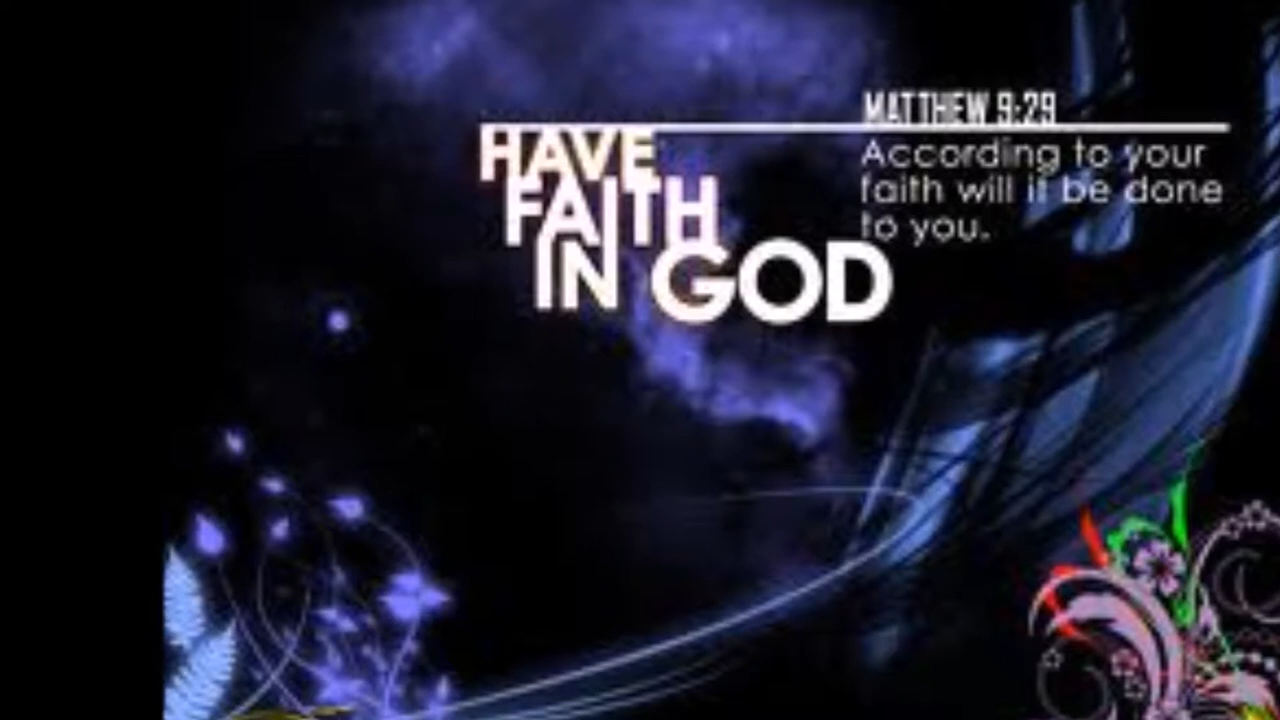 MATTHEW 9:29
HAVE
FAITH
IN GOD
According to your
faith will it be done
to you.